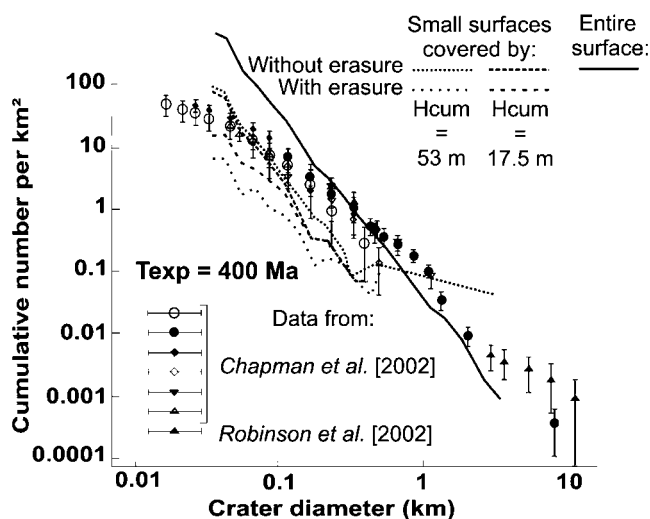 Small surfaces covered by:
Entire surface:
Without erasure
With erasure
Hcum = 53 m
Hcum = 17.5 m
Cumulative number per km²
100
10
1
0.1
0.01
0.001
0.0001
Texp = 400 Ma
Data from:
Chapman et al. [2002]
Robinson et al. [2002]
0.01
0.1
1
10
Crater diameter (km)